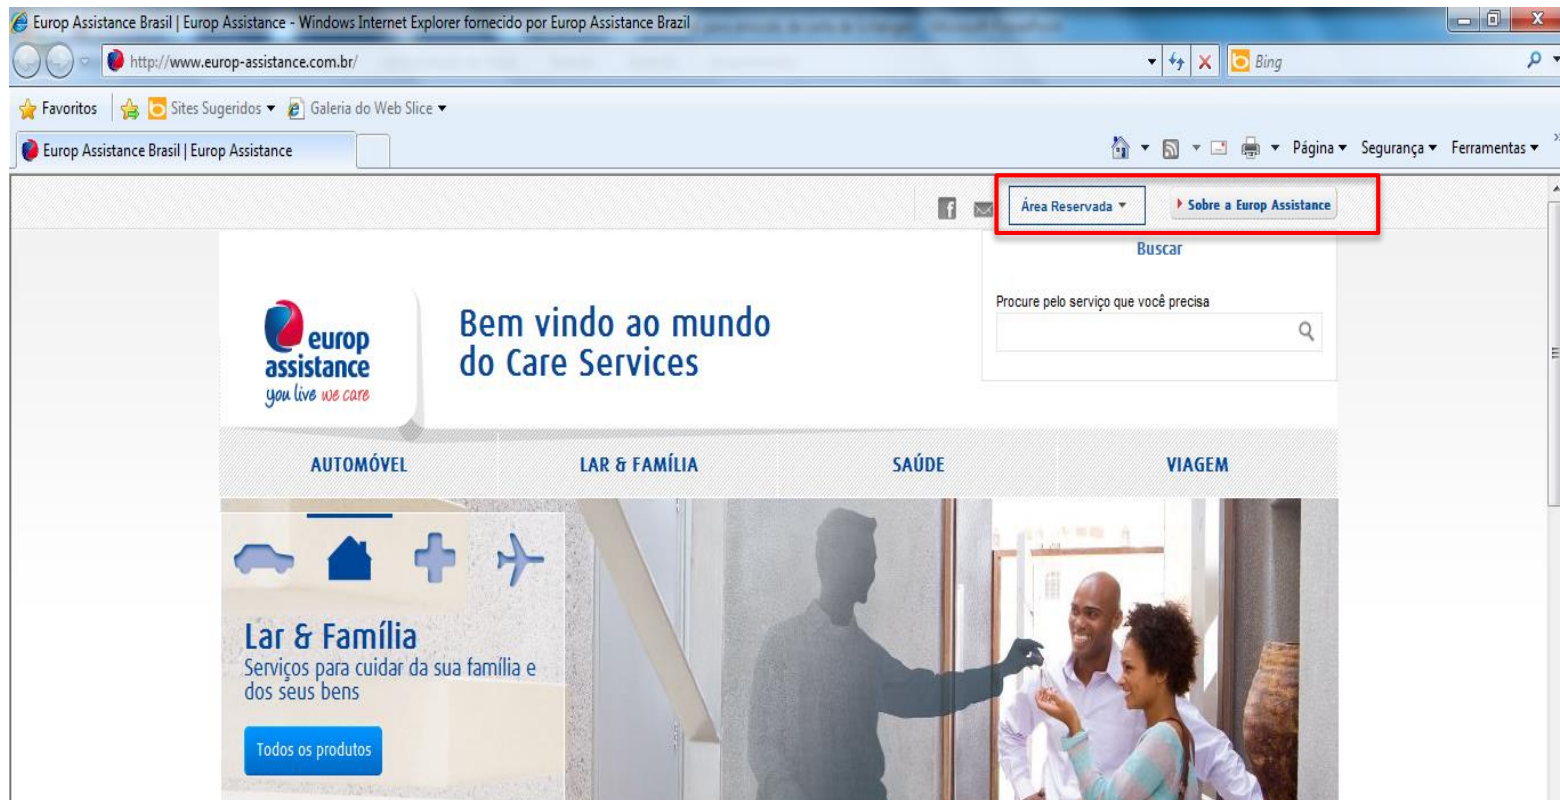 Europ Assistance Brasil | Europ Assistance - Windows Internet Explorer fornecido por Europ Assistance Brazil
http://www.europ-assistance.com.br/
Bing
Favoritos
Sites Sugeridos
Galeria do Web Slice
Europ Assistance Brasil | Europ Assistance
Página
Segurança
Ferramentas
Área Reservada
Sobre a Europ Assistance
Buscar
Procure pelo serviço que você precisa
europ
assistance
you live we care
Bem vindo ao mundo
do Care Services
AUTOMÓVEL
LAR & FAMÍLIA
SAÚDE
VIAGEM
Lar & Família
Serviços para cuidar da sua família e
dos seus bens
Todos os produtos